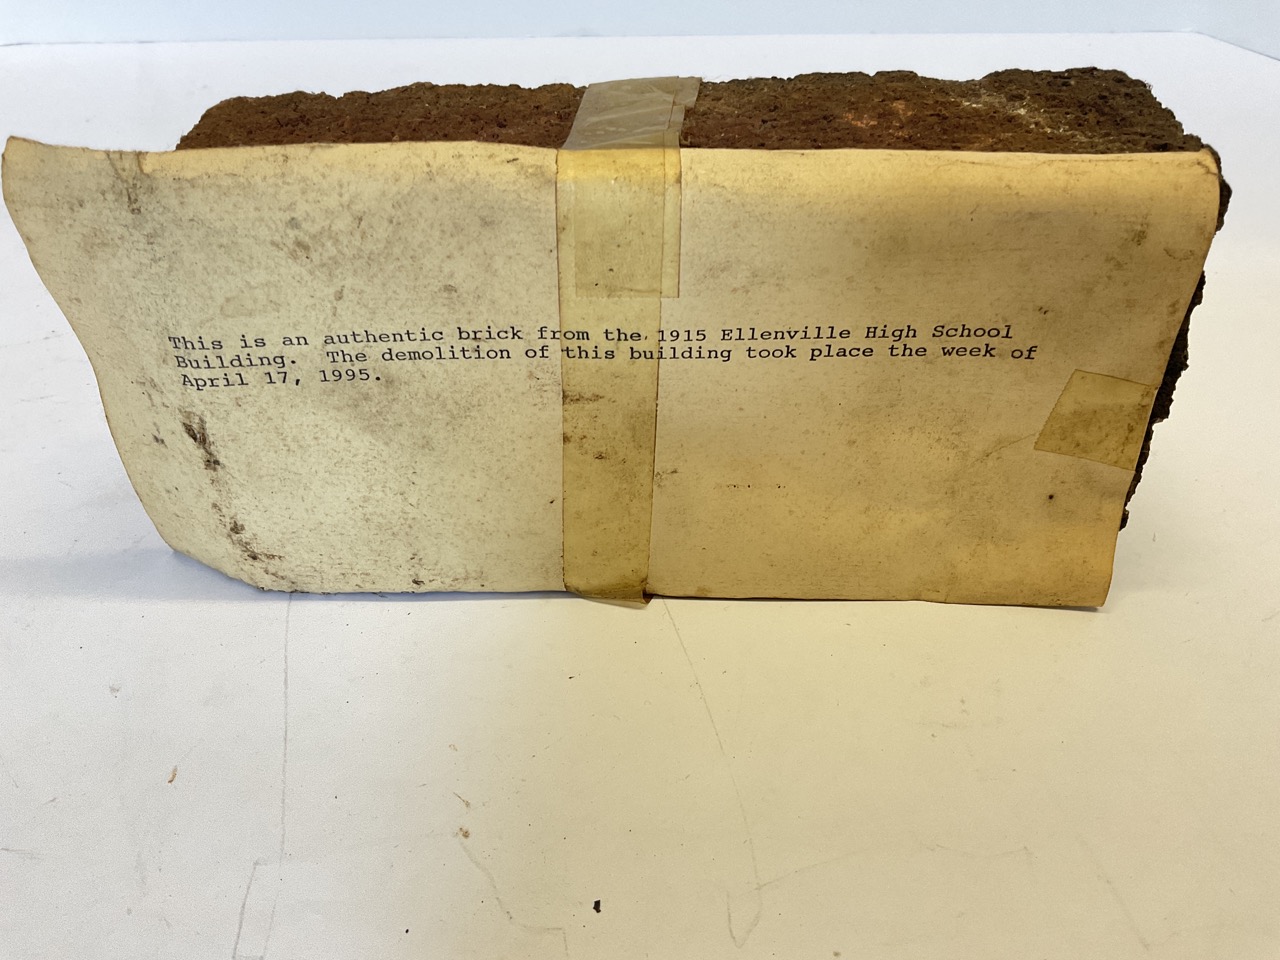 This is an authentic brick from the 1915 Ellenville High School
Building.  The demolition of this building took place the week of
April 17, 1995.